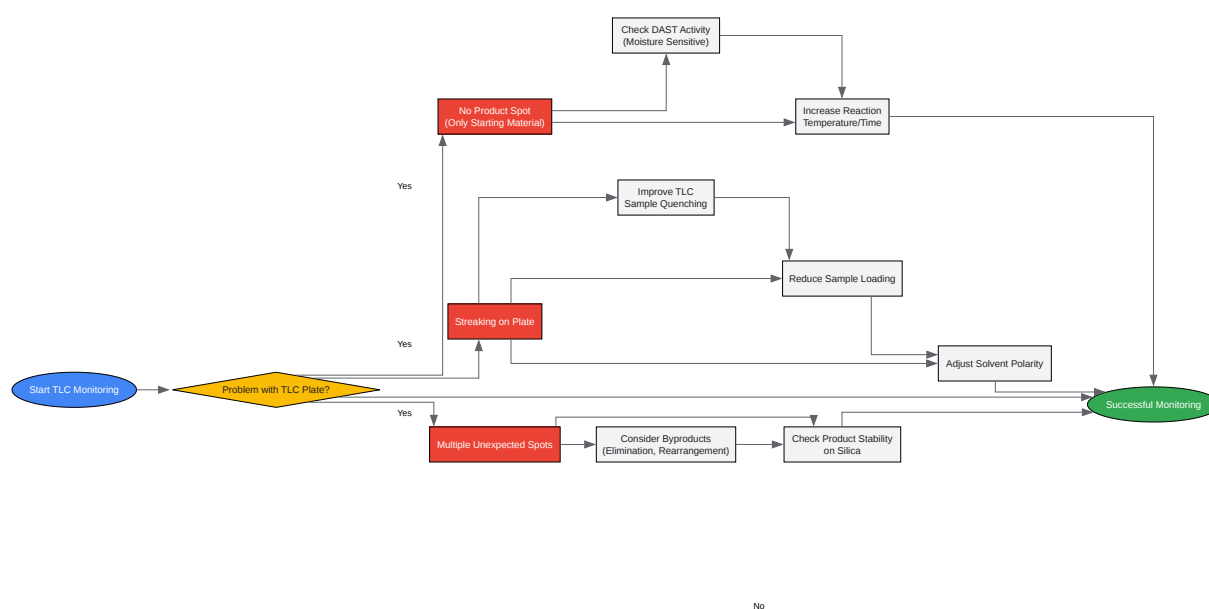 Check DAST Activity
(Moisture Sensitive)
No Product Spot
(Only Starting Material)
Increase Reaction
Temperature/Time
Yes
Improve TLC
Sample Quenching
Reduce Sample Loading
Streaking on Plate
Yes
Adjust Solvent Polarity
Start TLC Monitoring
Problem with TLC Plate?
Successful Monitoring
Yes
Multiple Unexpected Spots
Consider Byproducts
(Elimination, Rearrangement)
Check Product Stability
on Silica
No